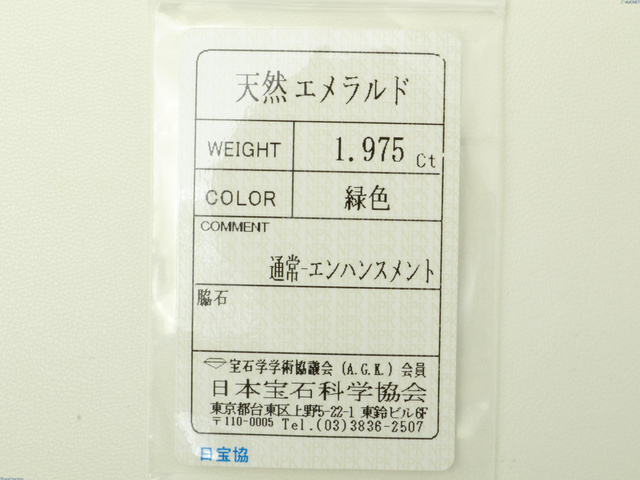 天然エメラルド
WEIGHT 1.975 Ct
COLOR 緑色
COMMENT
通常-エンハンスメント
脇石
宝石学学術協議会 (A.G.K.) 会員
日本宝石科学協会
東京都台東区上野5-22-1 東鈴ビル6F
〒110-0005 Tel.(03)3836-2507
日宝協